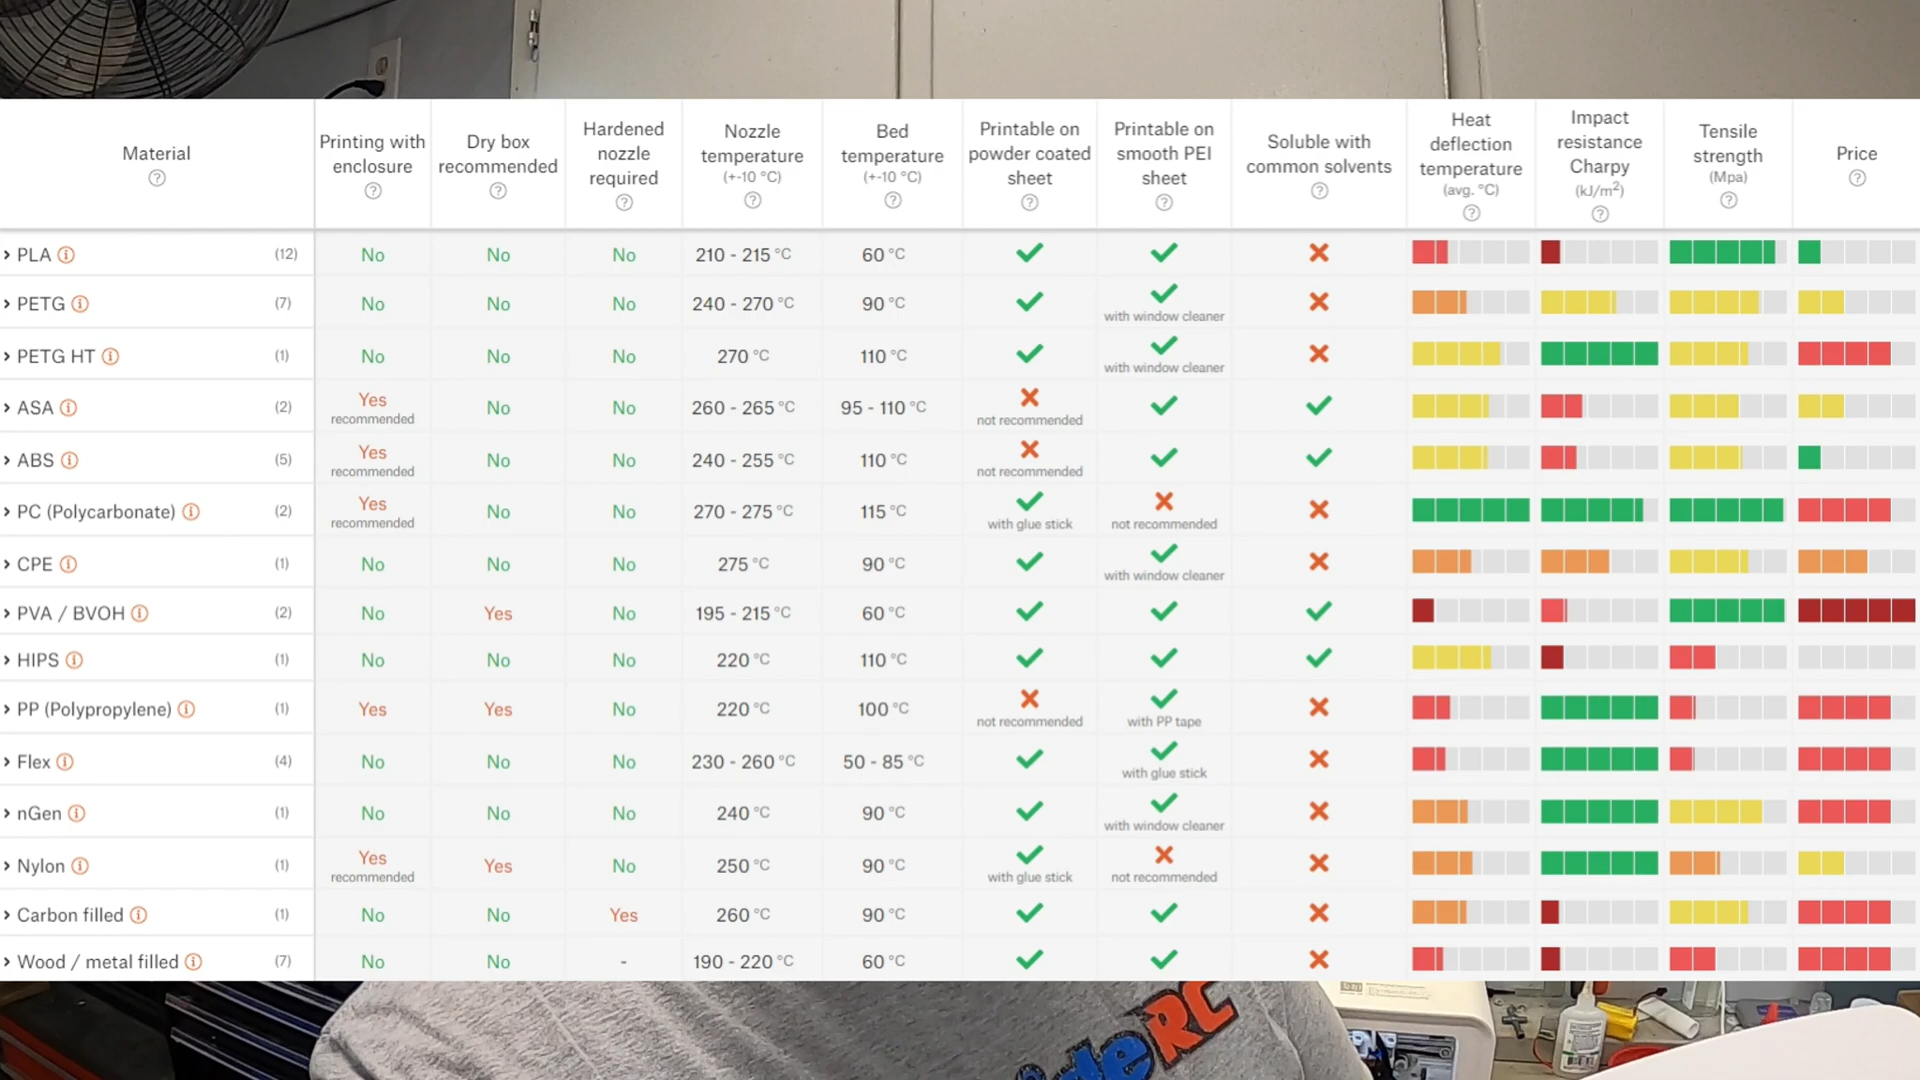 Material
Printing with
enclosure
Dry box
recommended
Hardened
nozzle
required
Nozzle
temperature
(+-10 °C)
Bed
temperature
(+-10 °C)
Printable on
powder coated
sheet
Printable on
smooth PEI
sheet
Soluble with
common solvents
Heat
deflection
temperature
(avg. °C)
Impact
resistance
Charpy
(kJ/m²)
Tensile
strength
(Mpa)
Price
PLA (12) No No No 210 - 215 °C 60 °C
PETG (7) No No No 240 - 270 °C 90 °C
with window cleaner
PETG HT (1) No No No 270 °C 110 °C
with window cleaner
ASA (2) Yes No No 260 - 265 °C 95 - 110 °C
recommended not recommended
ABS (5) Yes No No 240 - 255 °C 110 °C
recommended not recommended
PC (Polycarbonate) (2) Yes No No 270 - 275 °C 115 °C
recommended with glue stick not recommended
CPE (1) No No No 275 °C 90 °C
with window cleaner
PVA / BVOH (2) No Yes No 195 - 215 °C 60 °C
HIPS (1) No No No 220 °C 110 °C
PP (Polypropylene) (1) Yes Yes No 220 °C 100 °C
not recommended with PP tape
Flex (4) No No No 230 - 260 °C 50 - 85 °C
with glue stick
nGen (1) No No No 240 °C 90 °C
with window cleaner
Nylon (1) Yes Yes No 250 °C 90 °C
recommended with glue stick not recommended
Carbon filled (1) No No Yes 260 °C 90 °C
Wood / metal filled (7) No No - 190 - 220 °C 60 °C
RC